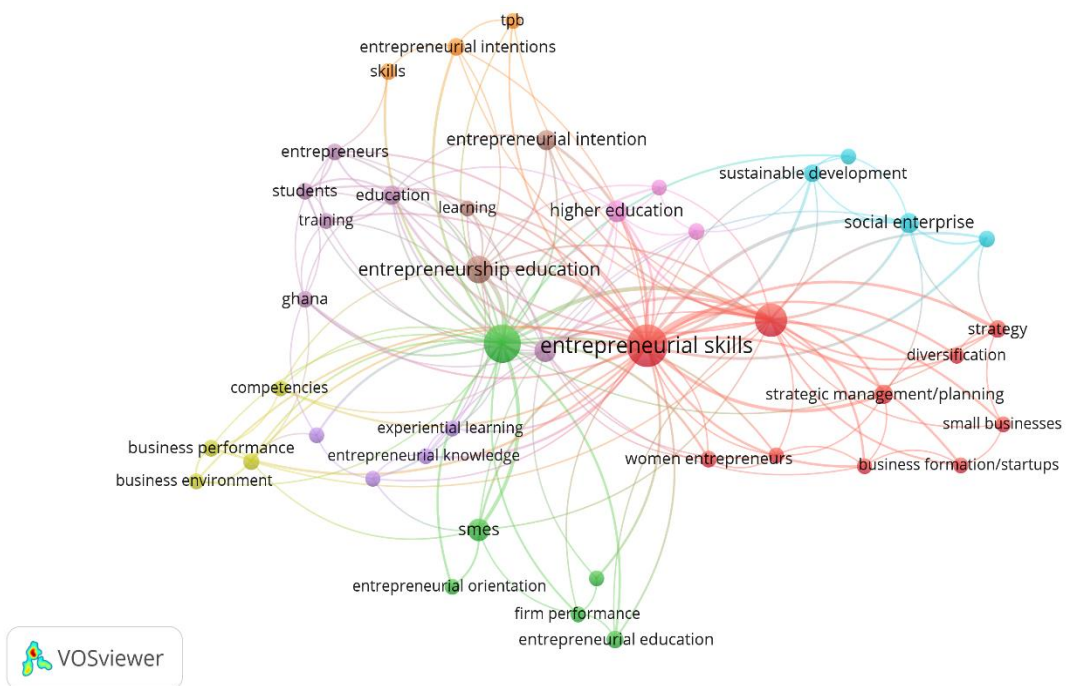 tpb
entrepreneurial intentions
skills
entrepreneurial intention
entrepreneurs
sustainable development
students
education
learning
higher education
training
social enterprise
entrepreneurship education
ghana
strategy
entrepreneurial skills
diversification
competencies
strategic management/planning
small businesses
experiential learning
business performance
entrepreneurial knowledge
women entrepreneurs
business formation/startups
business environment
smes
entrepreneurial orientation
firm performance
entrepreneurial education
VOSviewer